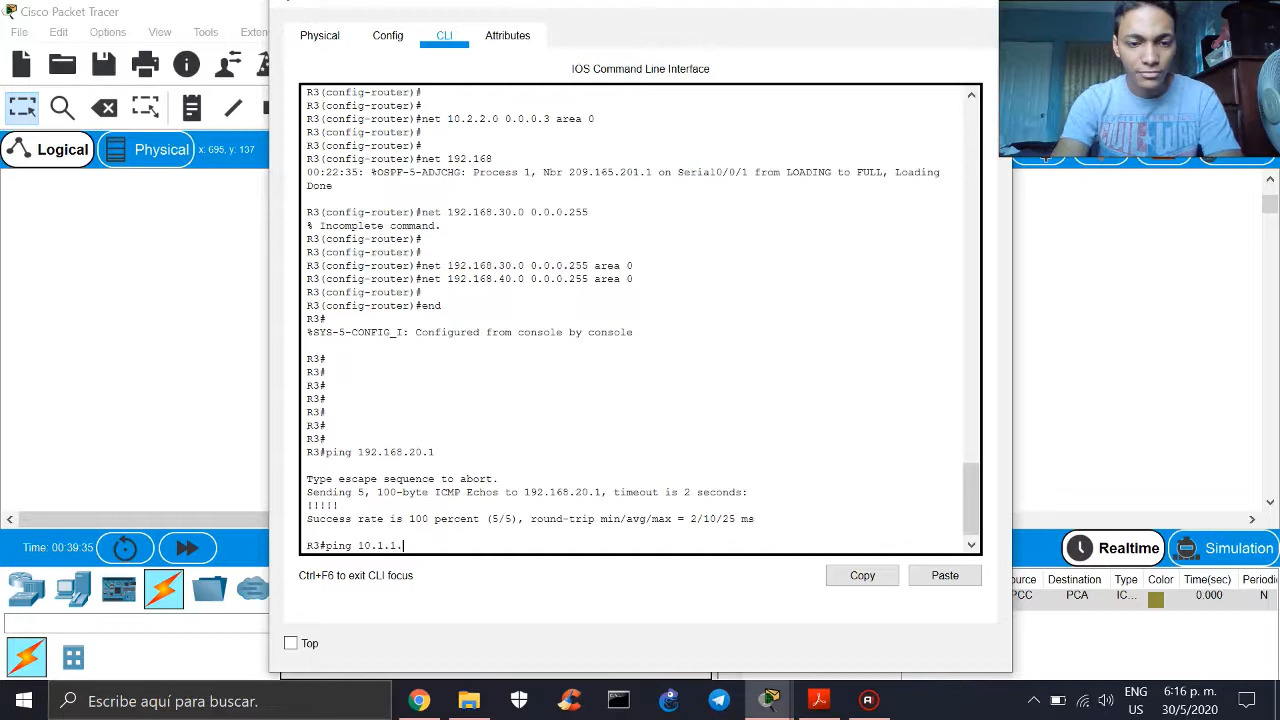 Cisco Packet Tracer
File Edit Options View Tools Exten
Logical
Physical
x: 695, y: 137
Physical Config CLI Attributes
IOS Command Line Interface
R3(config-router)#
R3(config-router)#
R3(config-router)#net 10.2.2.0 0.0.0.3 area 0
R3(config-router)#
R3(config-router)#
R3(config-router)#net 192.168
00:22:35: %OSPF-5-ADJCHG: Process 1, Nbr 209.165.201.1 on Serial0/0/1 from LOADING to FULL, Loading
Done
R3(config-router)#net 192.168.30.0 0.0.0.255
% Incomplete command.
R3(config-router)#
R3(config-router)#
R3(config-router)#net 192.168.30.0 0.0.0.255 area 0
R3(config-router)#net 192.168.40.0 0.0.0.255 area 0
R3(config-router)#
R3(config-router)#end
R3#
%SYS-5-CONFIG_I: Configured from console by console
R3#
R3#
R3#
R3#
R3#
R3#
R3#
R3#ping 192.168.20.1
Type escape sequence to abort.
Sending 5, 100-byte ICMP Echos to 192.168.20.1, timeout is 2 seconds:
!!!!!
Success rate is 100 percent (5/5), round-trip min/avg/max = 2/10/25 ms
R3#ping 10.1.1.
Ctrl+F6 to exit CLI focus
Copy
Paste
Top
Time: 00:39:35
Realtime
Simulation
ource Destination Type Color Time(sec) Periodi
PCC PCA IC... 0.000 N
Escribe aquí para buscar.
ENG
6:16 p. m.
US
30/5/2020